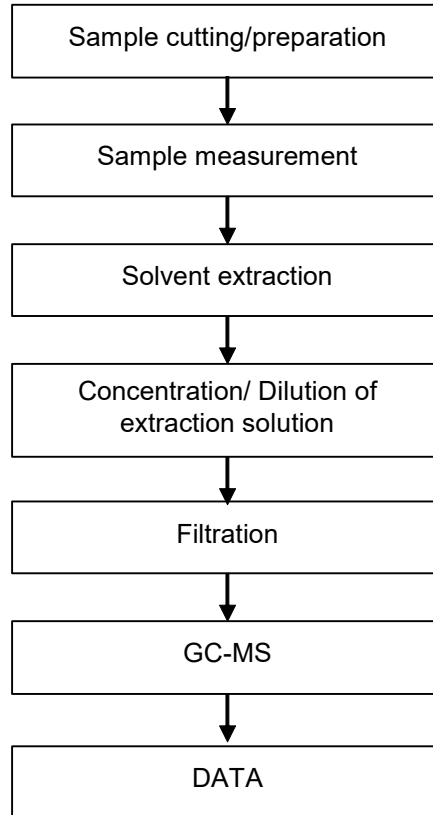 Sample cutting/preparation
Sample measurement
Solvent extraction
Concentration/ Dilution of
extraction solution
Filtration
GC-MS
DATA